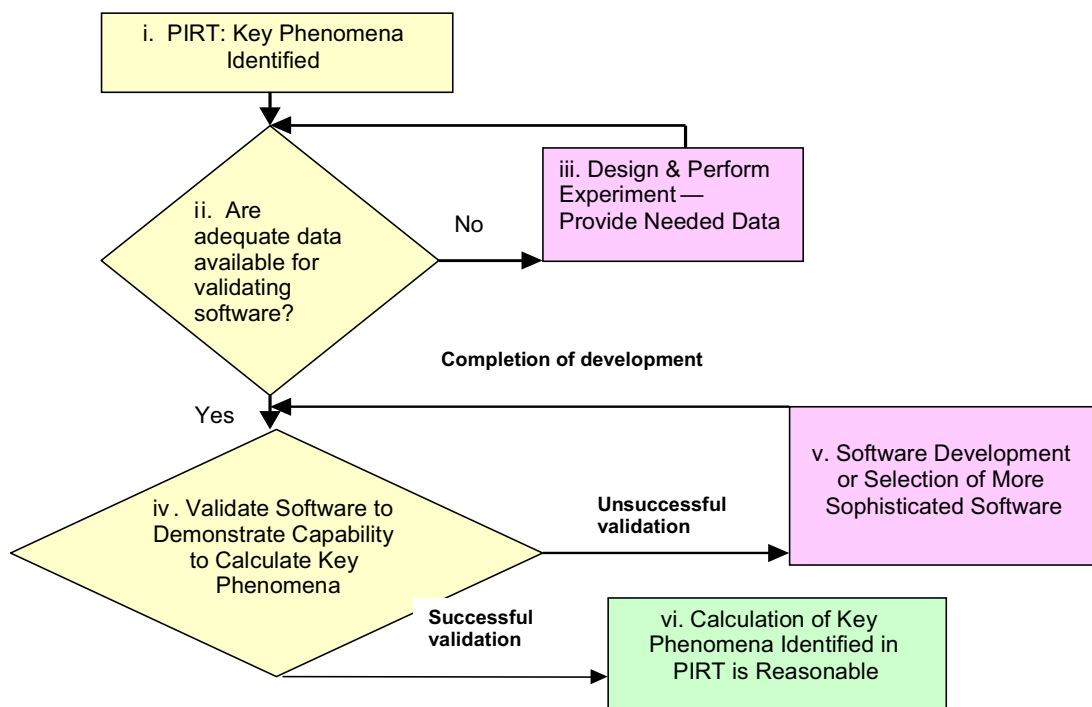 i. PIRT: Key Phenomena
Identified
ii. Are
adequate data
available for
validating
software?
No
iii. Design & Perform
Experiment —
Provide Needed Data
Completion of development
Yes
iv. Validate Software to
Demonstrate Capability
to Calculate Key
Phenomena
Unsuccessful
validation
v. Software Development
or Selection of More
Sophisticated Software
Successful
validation
vi. Calculation of Key
Phenomena Identified in
PIRT is Reasonable